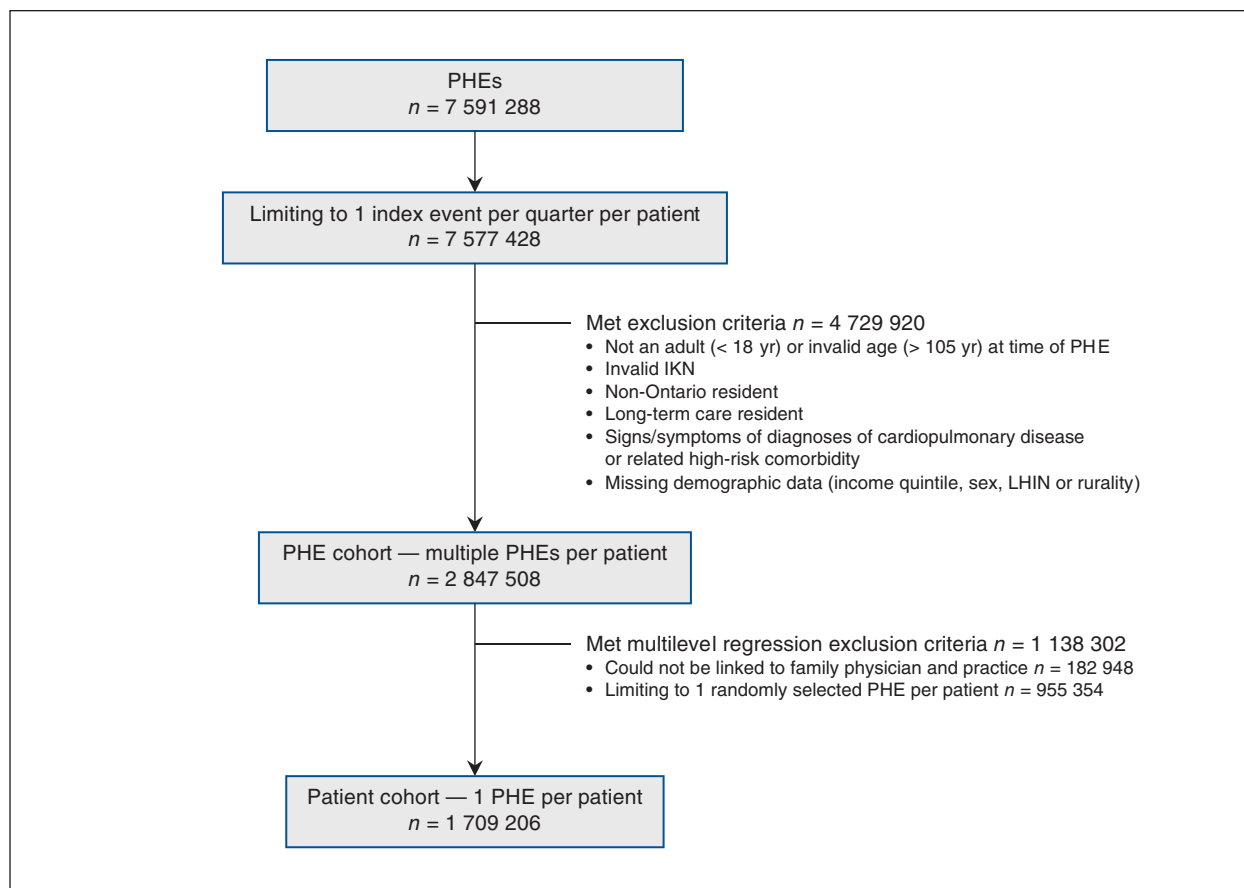 PHEs
n = 7 591 288
Limiting to 1 index event per quarter per patient
n = 7 577 428
Met exclusion criteria n = 4 729 920
• Not an adult (< 18 yr) or invalid age (> 105 yr) at time of PHE
• Invalid IKN
• Non-Ontario resident
• Long-term care resident
• Signs/symptoms of diagnoses of cardiopulmonary disease
or related high-risk comorbidity
• Missing demographic data (income quintile, sex, LHIN or rurality)
PHE cohort — multiple PHEs per patient
n = 2 847 508
Met multilevel regression exclusion criteria n = 1 138 302
• Could not be linked to family physician and practice n = 182 948
• Limiting to 1 randomly selected PHE per patient n = 955 354
Patient cohort — 1 PHE per patient
n = 1 709 206